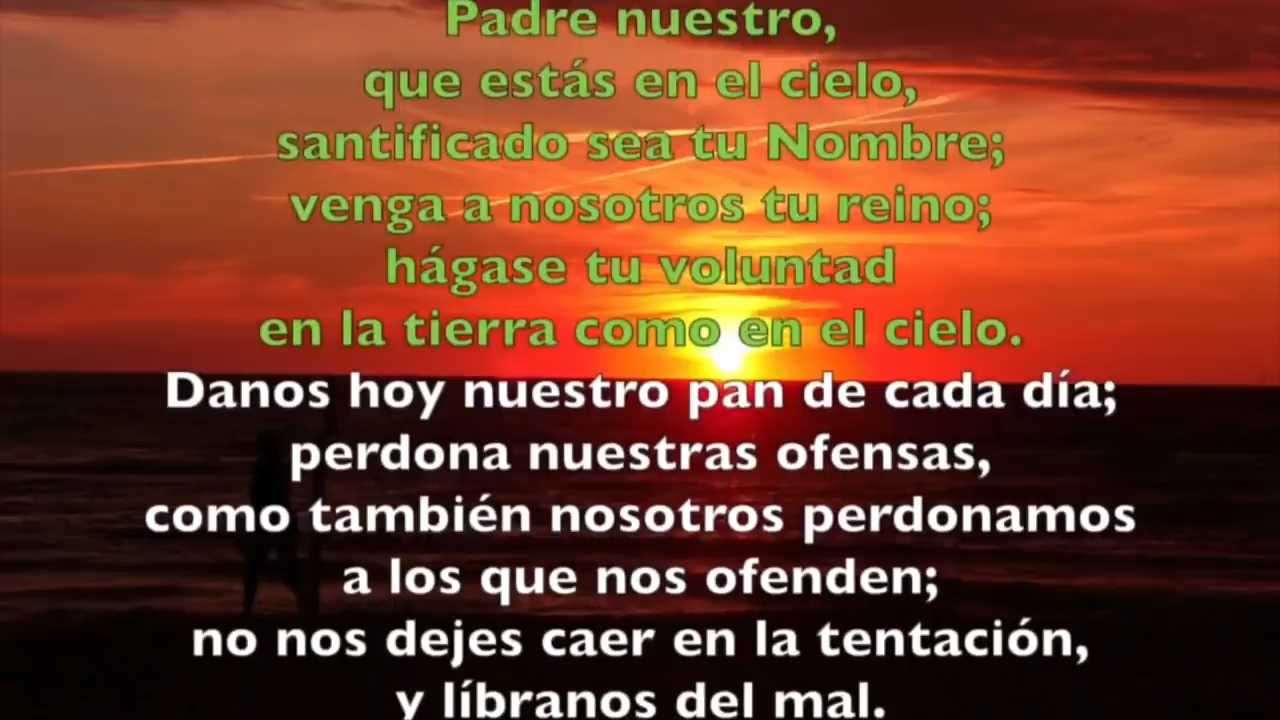 Padre nuestro,
que estás en el cielo,
santificado sea tu Nombre;
venga a nosotros tu reino;
hágase tu voluntad
en la tierra como en el cielo.
Danos hoy nuestro pan de cada día;
perdona nuestras ofensas,
como también nosotros perdonamos
a los que nos ofenden;
no nos dejes caer en la tentación,
y líbranos del mal.